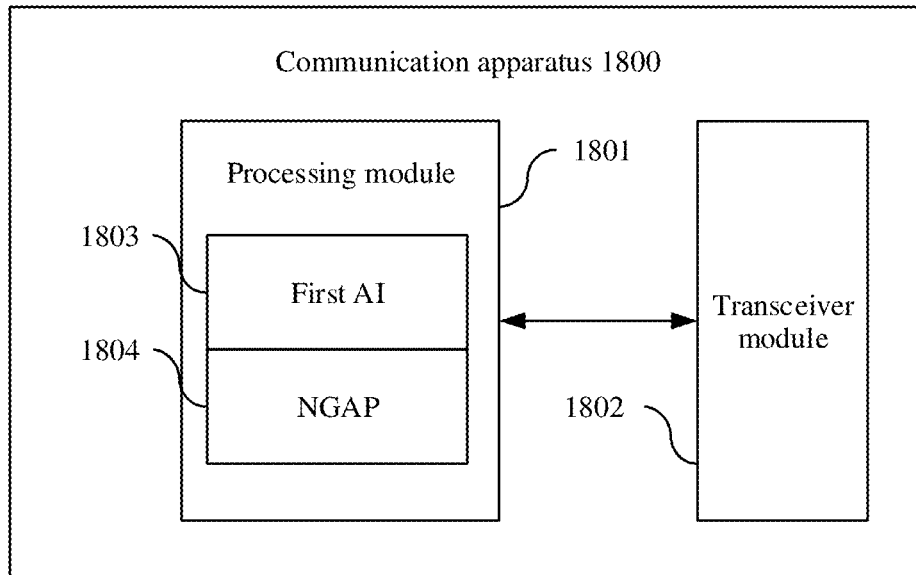 Communication apparatus 1800
Processing module
1801
1803
First AI
1804
NGAP
Transceiver
module
1802